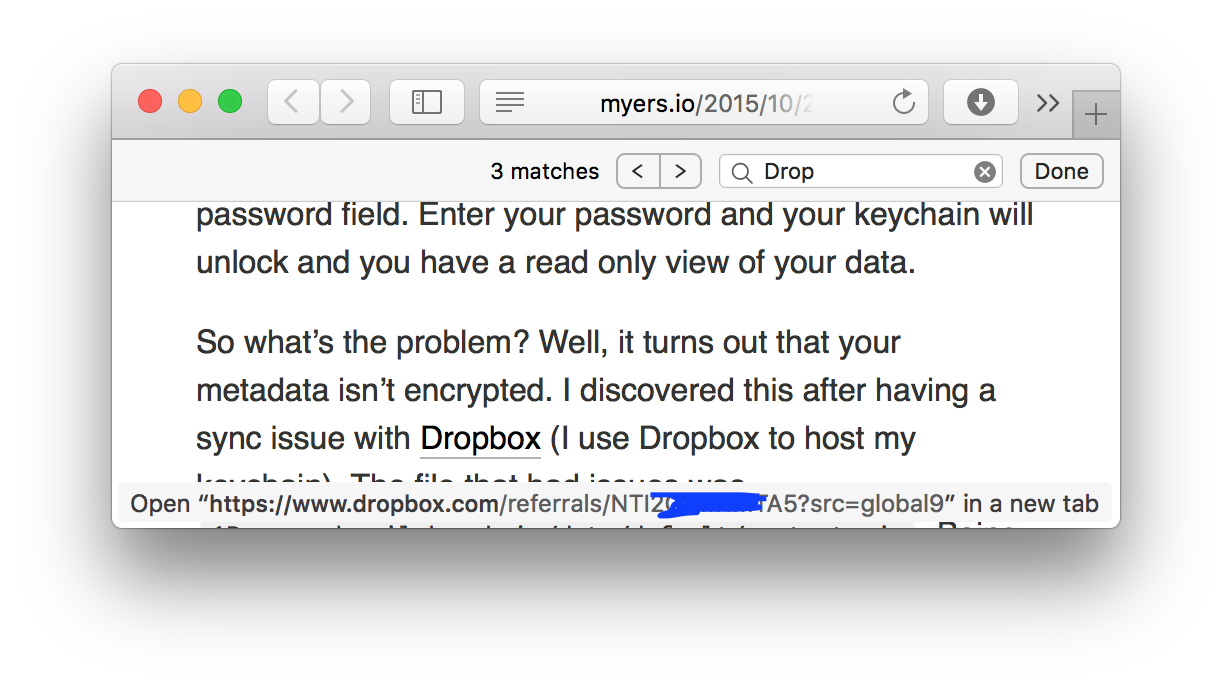 myers.io/2015/10/2
3 matches < > Drop Done
password field. Enter your password and your keychain will
unlock and you have a read only view of your data.
So what’s the problem? Well, it turns out that your
metadata isn’t encrypted. I discovered this after having a
sync issue with Dropbox (I use Dropbox to host my
keychain). The file that had issues was
Open “https://www.dropbox.com/referrals/NTI2 TA5?src=global9” in a new tab